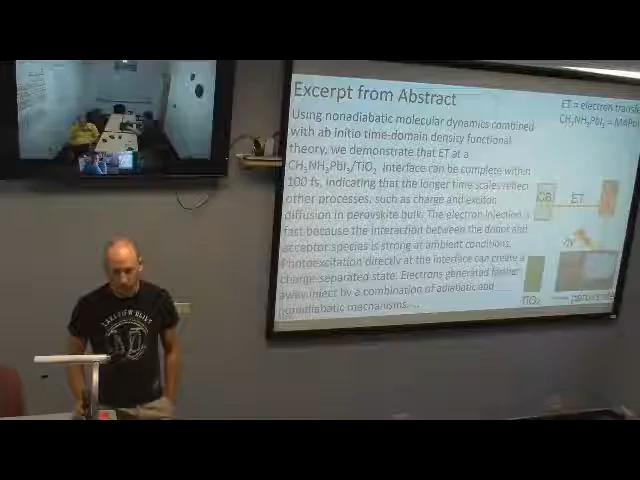 Excerpt from Abstract
Using nonadiabatic molecular dynamics combined
with ab initio time-domain density functional
theory, we demonstrate that ET at a
CH₃NH₃PbI₃/TiO₂ interface can be complete within
100 fs, indicating that the longer time scales reflect
other processes, such as charge and exciton
diffusion in perovskite bulk. The electron injection is
fast because the interaction between the donor and
acceptor species is strong at ambient conditions.
Photoexcitation directly at the interface can create a
charge-separated state. Electrons generated farther
away inject by a combination of adiabatic and
nonadiabatic mechanisms. ...
ET = electron transfe
CH₃NH₃PbI₃ = MAPbI
CB
ET
hv
TiO₂